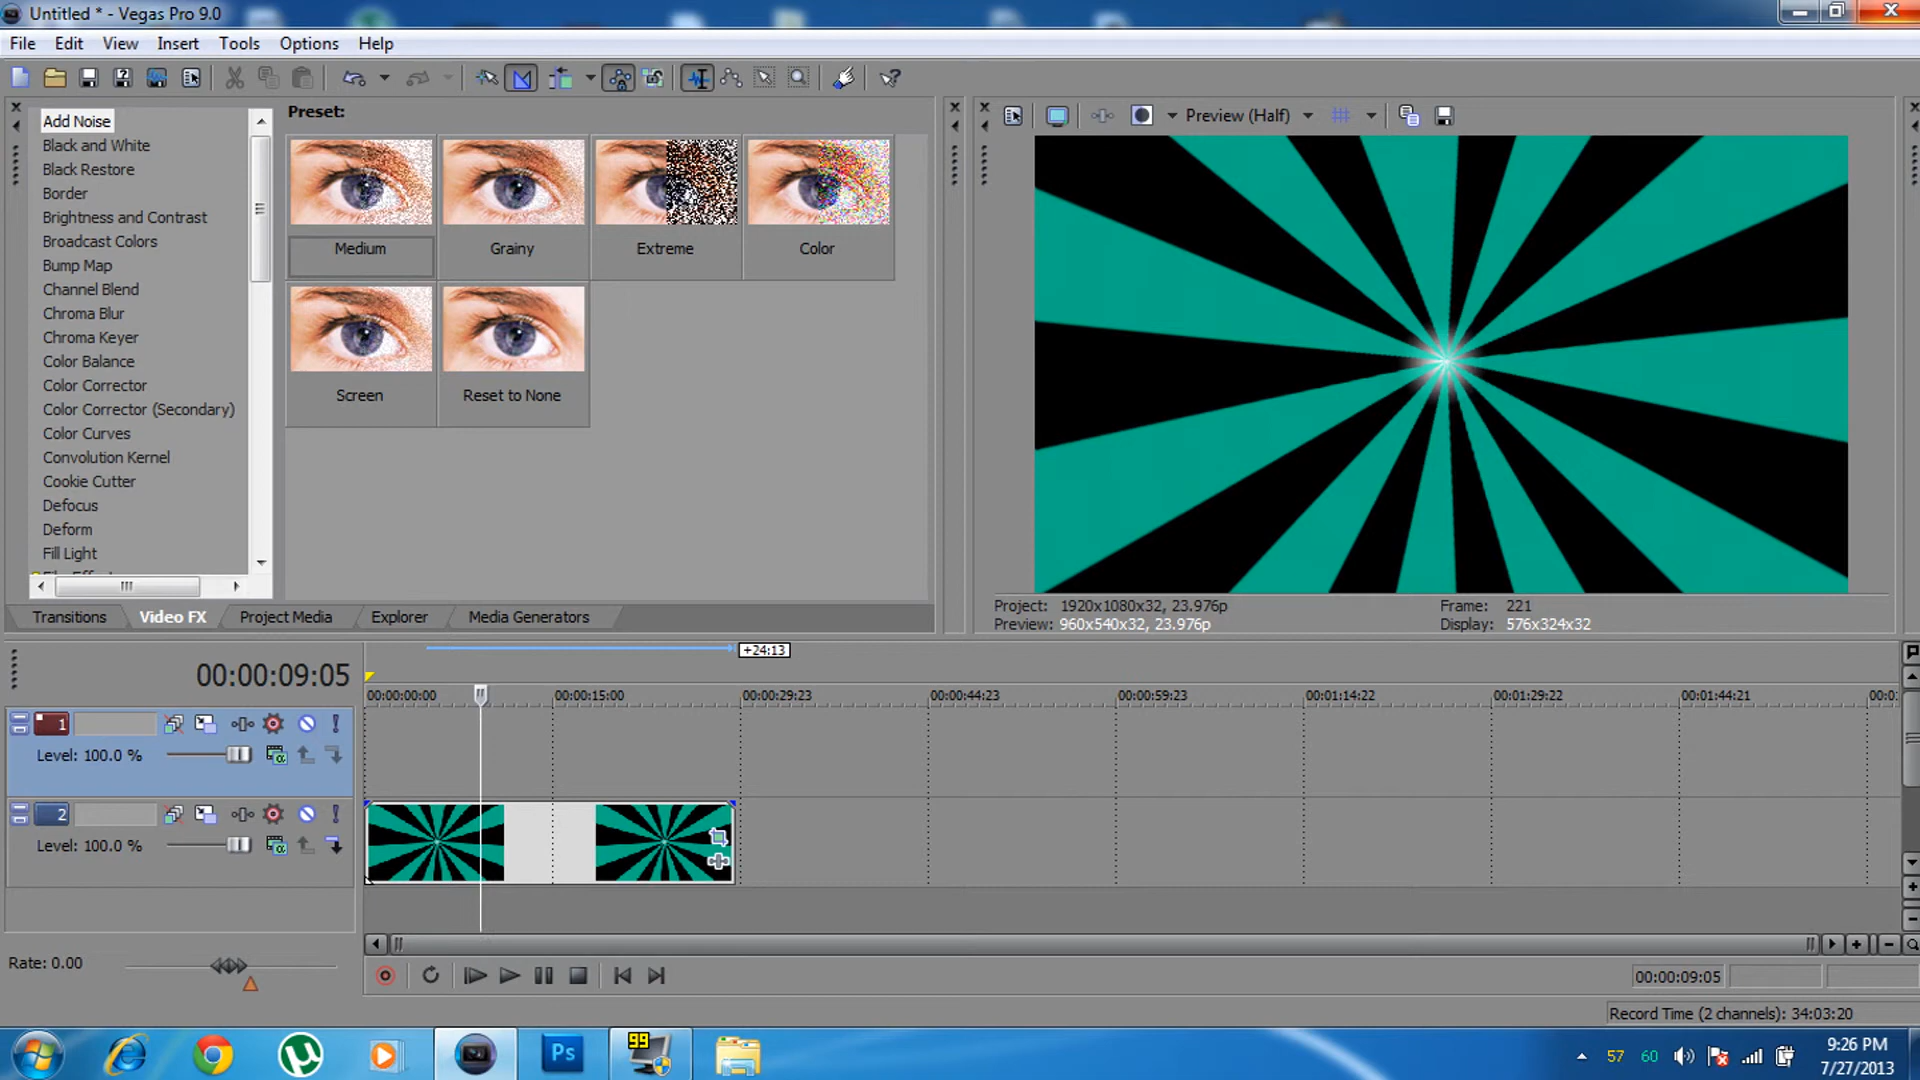 Untitled * - Vegas Pro 9.0
File Edit View Insert Tools Options Help
Add Noise
Black and White
Black Restore
Border
Brightness and Contrast
Broadcast Colors
Bump Map
Channel Blend
Chroma Blur
Chroma Keyer
Color Balance
Color Corrector
Color Corrector (Secondary)
Color Curves
Convolution Kernel
Cookie Cutter
Defocus
Deform
Fill Light
Preset:
Medium Grainy Extreme Color
Screen Reset to None
Preview (Half)
Project: 1920x1080x32, 23.976p Frame: 221
Preview: 960x540x32, 23.976p Display: 576x324x32
Transitions Video FX Project Media Explorer Media Generators
+24:13
00:00:09:05
00:00:00:00 00:00:15:00 00:00:29:23 00:00:44:23 00:00:59:23 00:01:14:22 00:01:29:22 00:01:44:21
1
Level: 100.0 %
2
Level: 100.0 %
Rate: 0.00
00:00:09:05
Record Time (2 channels): 34:03:20
Ps
99
57 60
9:26 PM
7/27/2013